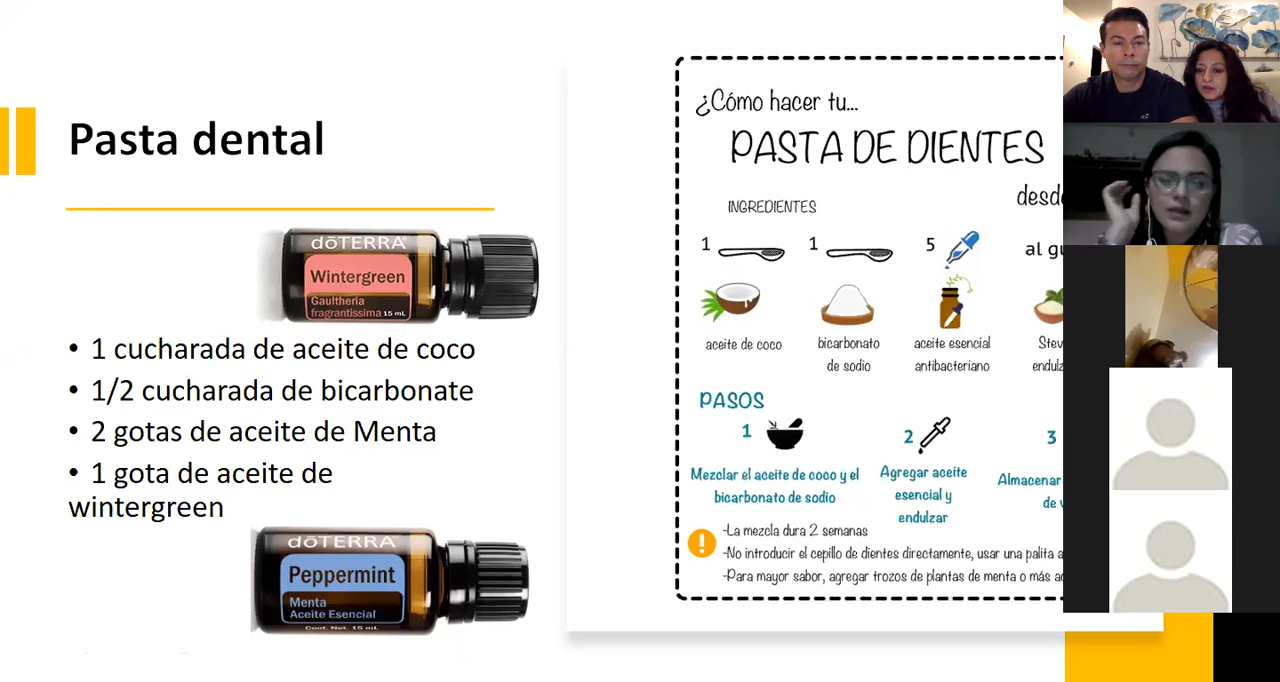 Pasta dental
dōTERRA
Wintergreen
Gaultheria
fragrantissima 15 mL
• 1 cucharada de aceite de coco
• 1/2 cucharada de bicarbonate
• 2 gotas de aceite de Menta
• 1 gota de aceite de
wintergreen
dōTERRA
Peppermint
Menta
Aceite Esencial
Cont. Net. 15 mL
¿Cómo hacer tu...
PASTA DE DIENTES
INGREDIENTES
1
1
5
aceite de coco
bicarbonato
de sodio
aceite esencial
antibacteriano
PASOS
1
2
3
Mezclar el aceite de coco y el
bicarbonato de sodio
Agregar aceite
esencial y
endulzar
Almacenar
!
-La mezcla dura 2 semanas
-No introducir el cepillo de dientes directamente, usar una palita
-Para mayor sabor, agregar trozos de plantas de menta o más